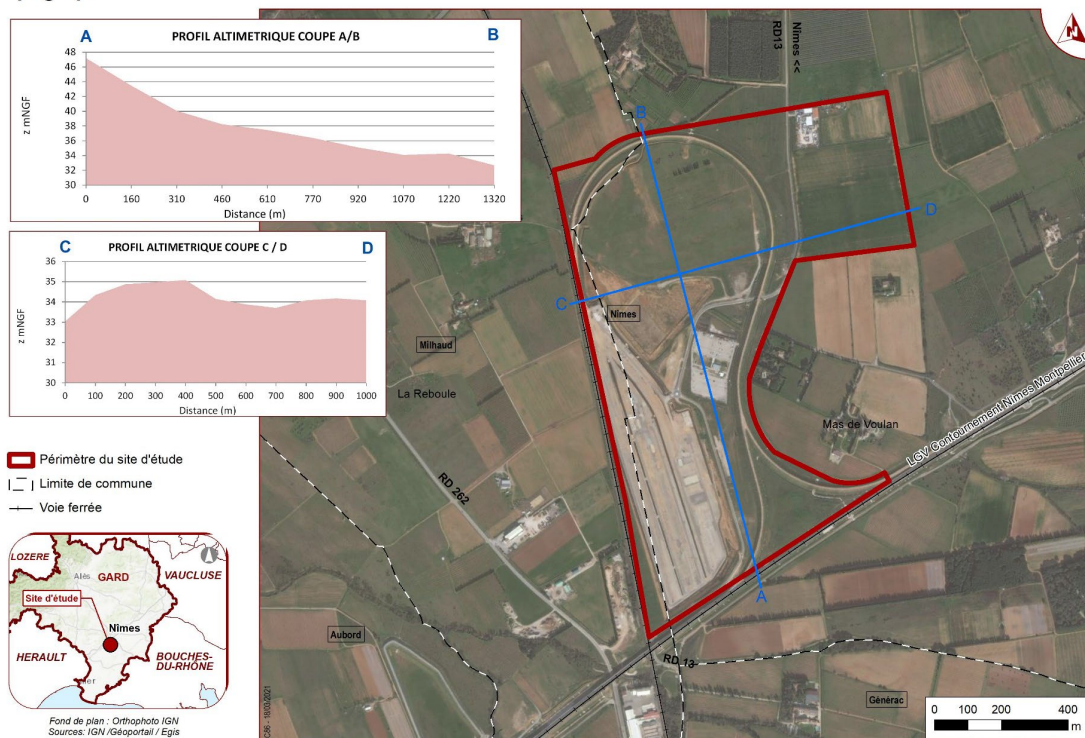 A
PROFIL ALTIMETRIQUE COUPE A/B
B
48
46
44
42
40
38
36
34
32
30
z mNGF
0 160 310 460 610 770 920 1070 1220 1320
Distance (m)
C
PROFIL ALTIMETRIQUE COUPE C / D
D
36
35
34
33
32
31
30
z mNGF
0 100 200 300 400 500 600 700 800 900 1000
Distance (m)
Périmètre du site d'étude
Limite de commune
Voie ferrée
LOZERE
Alès
GARD
VAUCLUSE
Site d'étude
Nîmes
HERAULT
BOUCHES-
DU-RHÔNE
Fond de plan : Orthophoto IGN
Sources: IGN /Géoportail / Egis
N
RD13
Nîmes <<
B
D
C
Nîmes
Milhaud
La Reboule
Mas de Voulan
LGV Contournement Nîmes Montpellier
RD 262
A
Aubord
RD 13
Générac
0 100 200 400
m